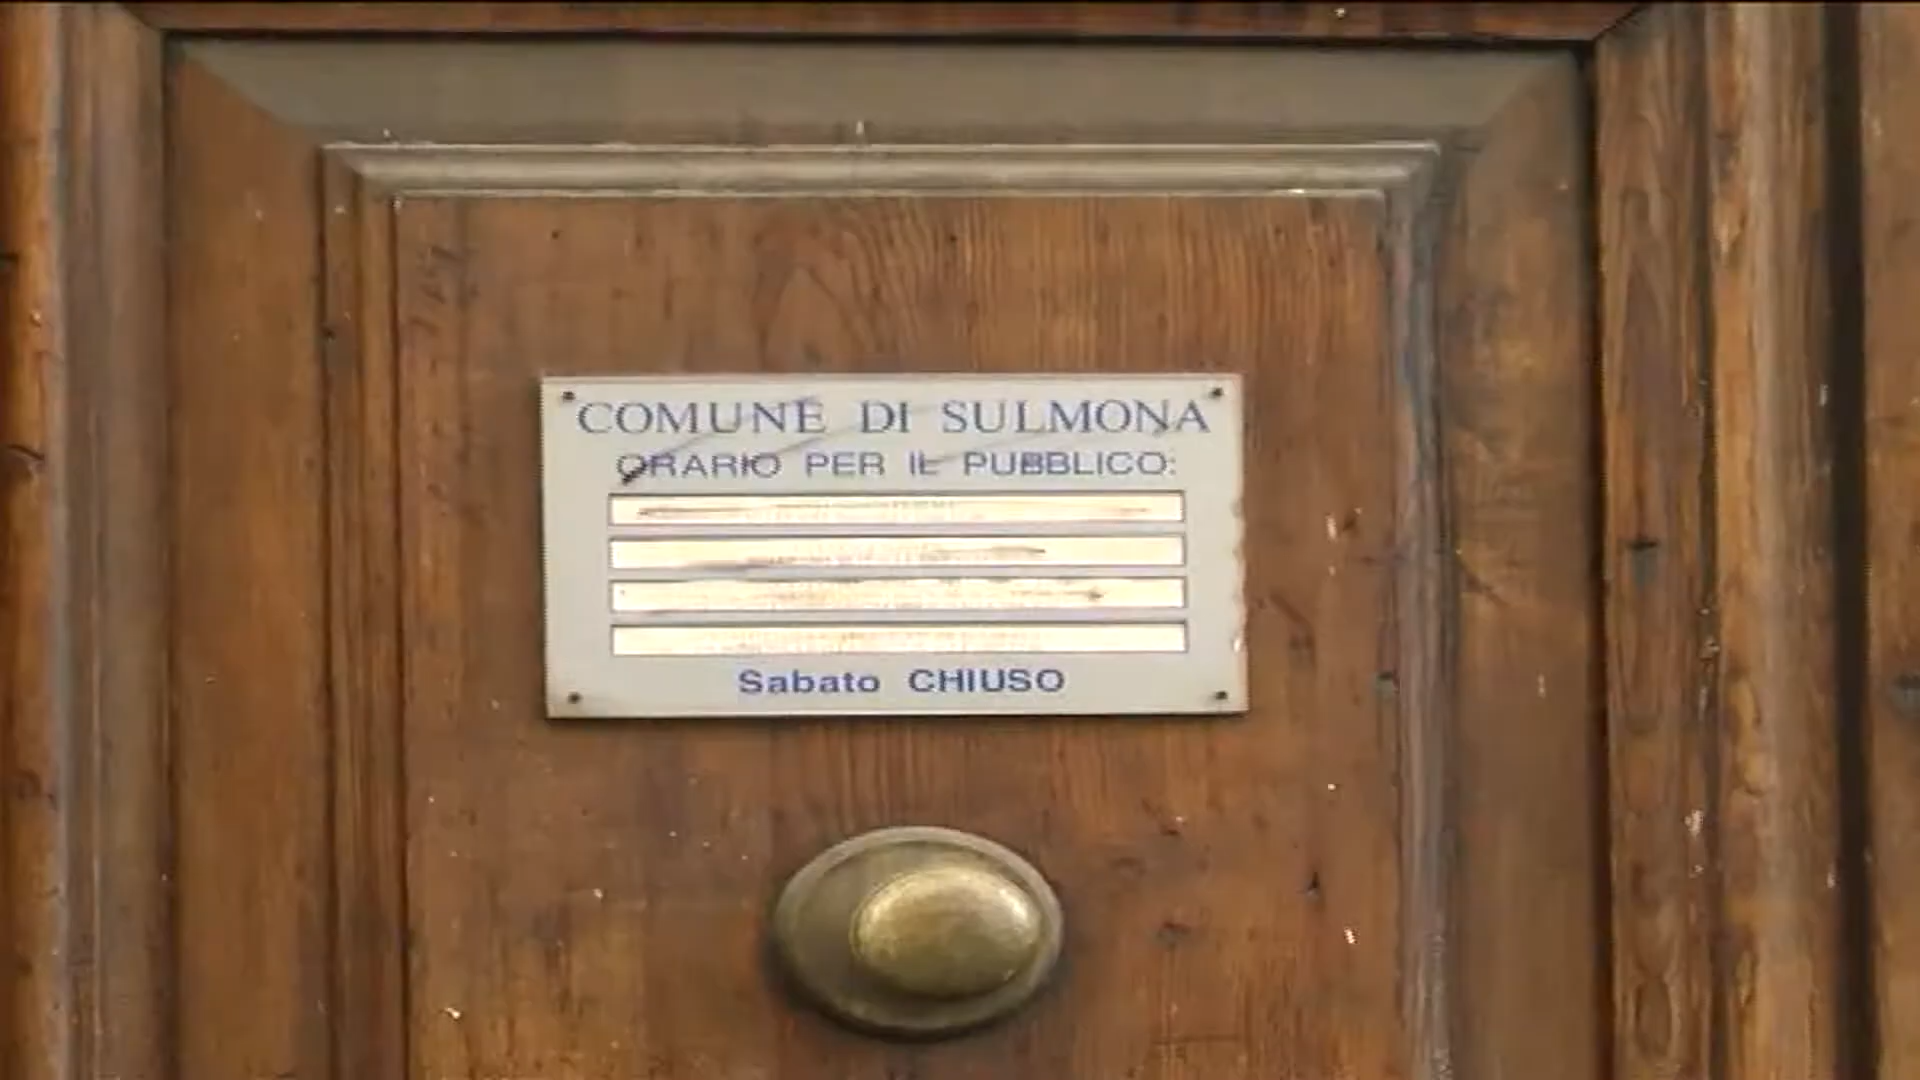 COMUNE DI SULMONA
ORARIO PER IL PUBBLICO:
Sabato CHIUSO